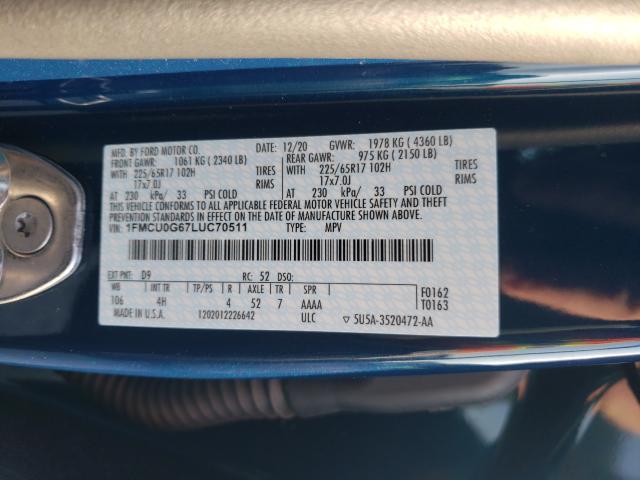 MFD. BY FORD MOTOR CO. DATE: 12/20 GVWR: 1978 KG ( 4360 LB)
FRONT GAWR: 1061 KG ( 2340 LB) REAR GAWR: 975 KG ( 2150 LB)
WITH 225/65R17 102H TIRES WITH 225/65R17 102H TIRES
17x7.0J RIMS 17x7.0J RIMS
AT 230 kPa/ 33 PSI COLD AT 230 kPa/ 33 PSI COLD
THIS VEHICLE CONFORMS TO ALL APPLICABLE FEDERAL MOTOR VEHICLE SAFETY AND THEFT PREVENTION STANDARDS IN EFFECT ON THE DATE OF MANUFACTURE SHOWN ABOVE.
VIN: 1FMCU0G67LUC70511 TYPE: MPV
EXT PNT: D9 RC: 52 DSO:
WB TR TP/PS R AXLE TR SPR F0162
106 4H 4 52 7 AAAA T0163
MADE IN U.S.A. 1202012226642 ULC ▽ 5U5A-3520472-AA